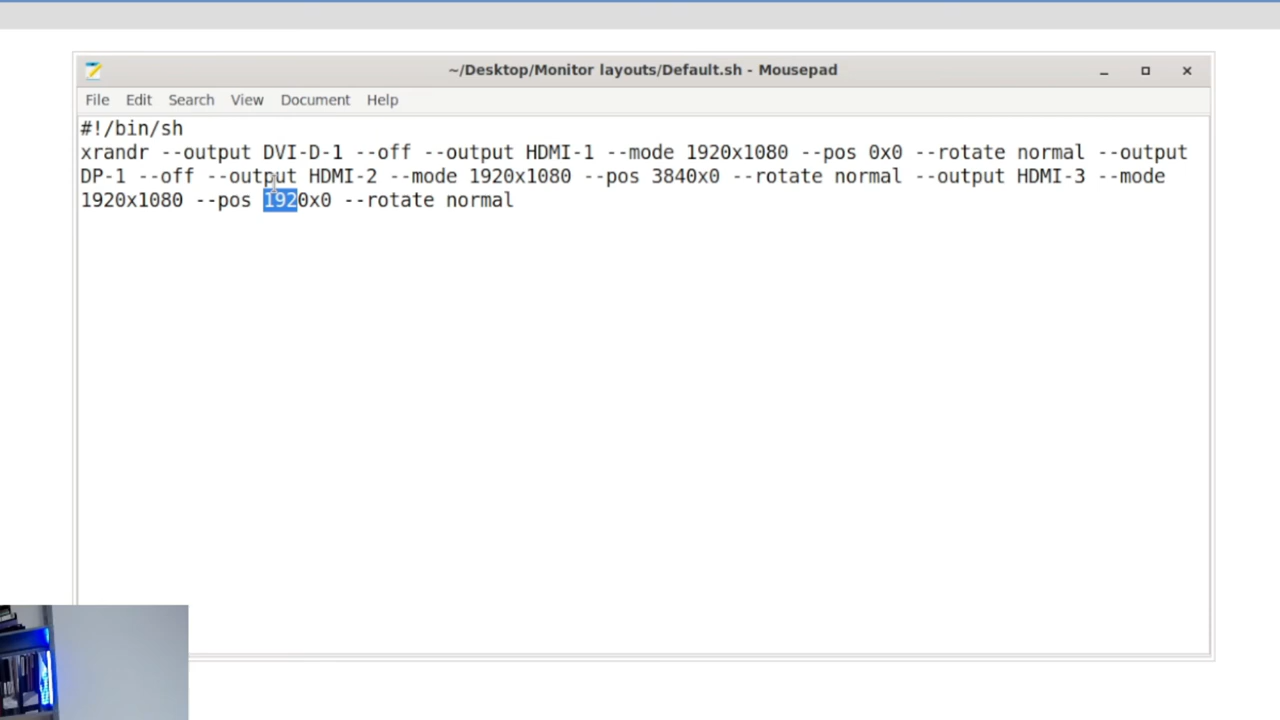 ~/Desktop/Monitor layouts/Default.sh - Mousepad
File Edit Search View Document Help
#!/bin/sh
xrandr --output DVI-D-1 --off --output HDMI-1 --mode 1920x1080 --pos 0x0 --rotate normal --output
DP-1 --off --output HDMI-2 --mode 1920x1080 --pos 3840x0 --rotate normal --output HDMI-3 --mode
1920x1080 --pos 1920x0 --rotate normal